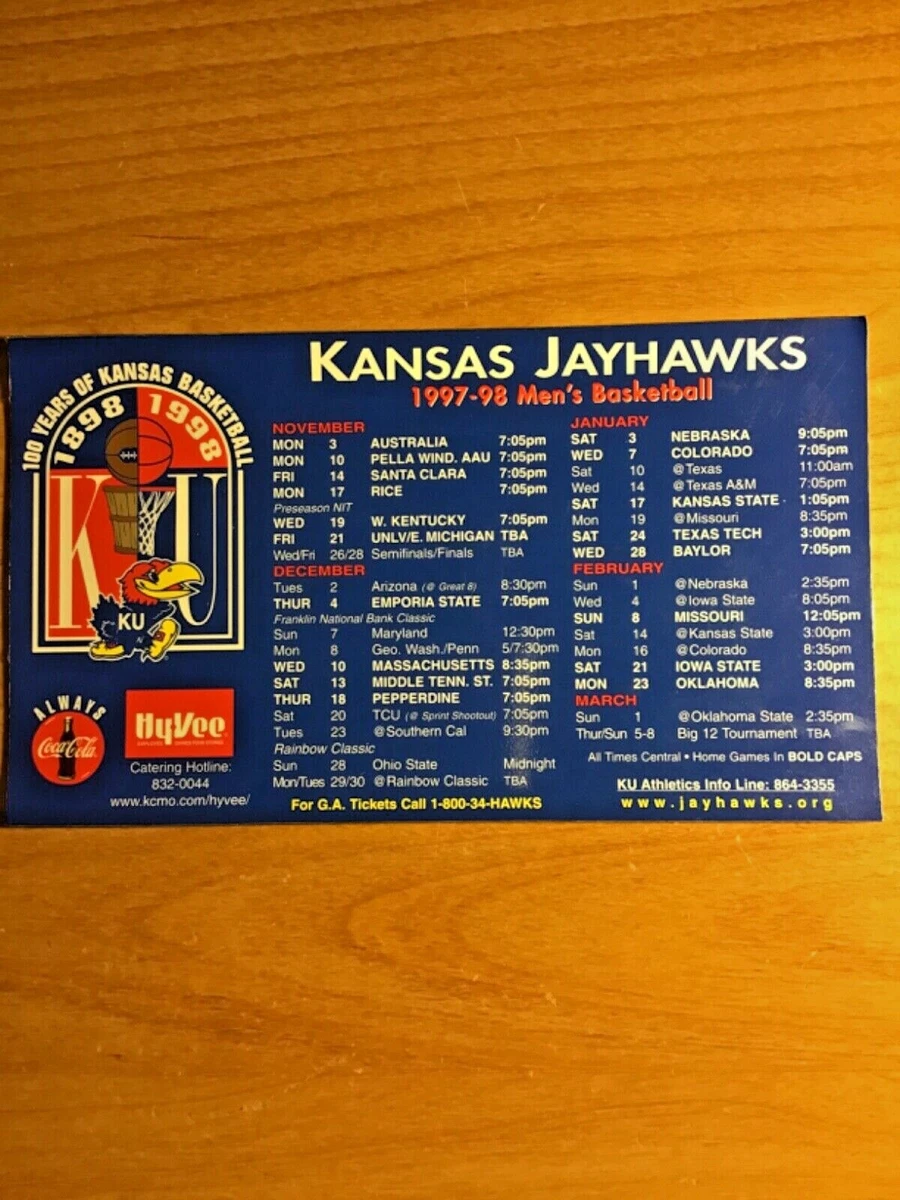 KANSAS JAYHAWKS
1997-98 Men's Basketball
100 YEARS OF KANSAS BASKETBALL
1898 1998
KU
KU
NOVEMBER
MON 3 AUSTRALIA 7:05pm
MON 10 PELLA WIND. AAU 7:05pm
FRI 14 SANTA CLARA 7:05pm
MON 17 RICE 7:05pm
Preseason NIT
WED 19 W. KENTUCKY 7:05pm
FRI 21 UNLV/E. MICHIGAN TBA
Wed/Fri 26/28 Semifinals/Finals TBA
DECEMBER
Tues 2 Arizona (@ Great 8) 8:30pm
THUR 4 EMPORIA STATE 7:05pm
Franklin National Bank Classic
Sun 7 Maryland 12:30pm
Mon 8 Geo. Wash./Penn 5/7:30pm
WED 10 MASSACHUSETTS 8:35pm
SAT 13 MIDDLE TENN. ST. 7:05pm
THUR 18 PEPPERDINE 7:05pm
Sat 20 TCU (@ Sprint Shootout) 7:05pm
Tues 23 @Southern Cal 9:30pm
Rainbow Classic
Sun 28 Ohio State Midnight
Mon/Tues 29/30 @Rainbow Classic TBA
For G.A. Tickets Call 1-800-34-HAWKS
JANUARY
SAT 3 NEBRASKA 9:05pm
WED 7 COLORADO 7:05pm
Sat 10 @Texas 11:00am
Wed 14 @Texas A&M 7:05pm
SAT 17 KANSAS STATE 1:05pm
Mon 19 @Missouri 8:35pm
SAT 24 TEXAS TECH 3:00pm
WED 28 BAYLOR 7:05pm
FEBRUARY
Sun 1 @Nebraska 2:35pm
Wed 4 @Iowa State 8:05pm
SUN 8 MISSOURI 12:05pm
Sat 14 @Kansas State 3:00pm
Mon 16 @Colorado 8:35pm
SAT 21 IOWA STATE 3:00pm
MON 23 OKLAHOMA 8:35pm
MARCH
Sun 1 @Oklahoma State 2:35pm
Thur/Sun 5-8 Big 12 Tournament TBA
All Times Central • Home Games In BOLD CAPS
KU Athletics Info Line: 864-3355
www.jayhawks.org
ALWAYS
Coca-Cola
HyVee
Catering Hotline:
832-0044
www.kcmo.com/hyvee/